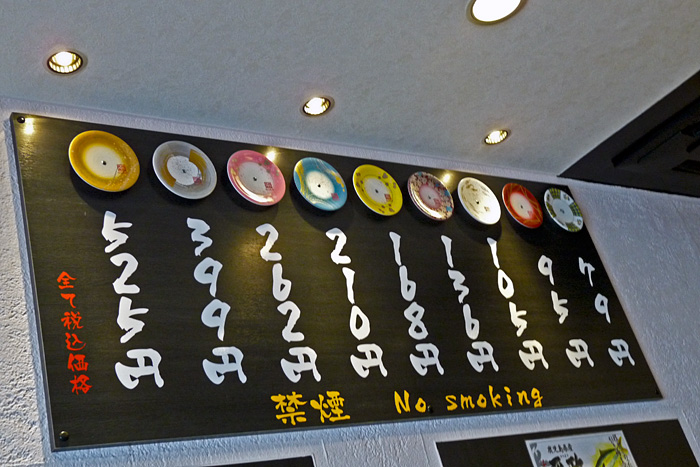 525円
399円
262円
210円
168円
136円
105円
95円
79円
全て税込価格
禁煙 No smoking